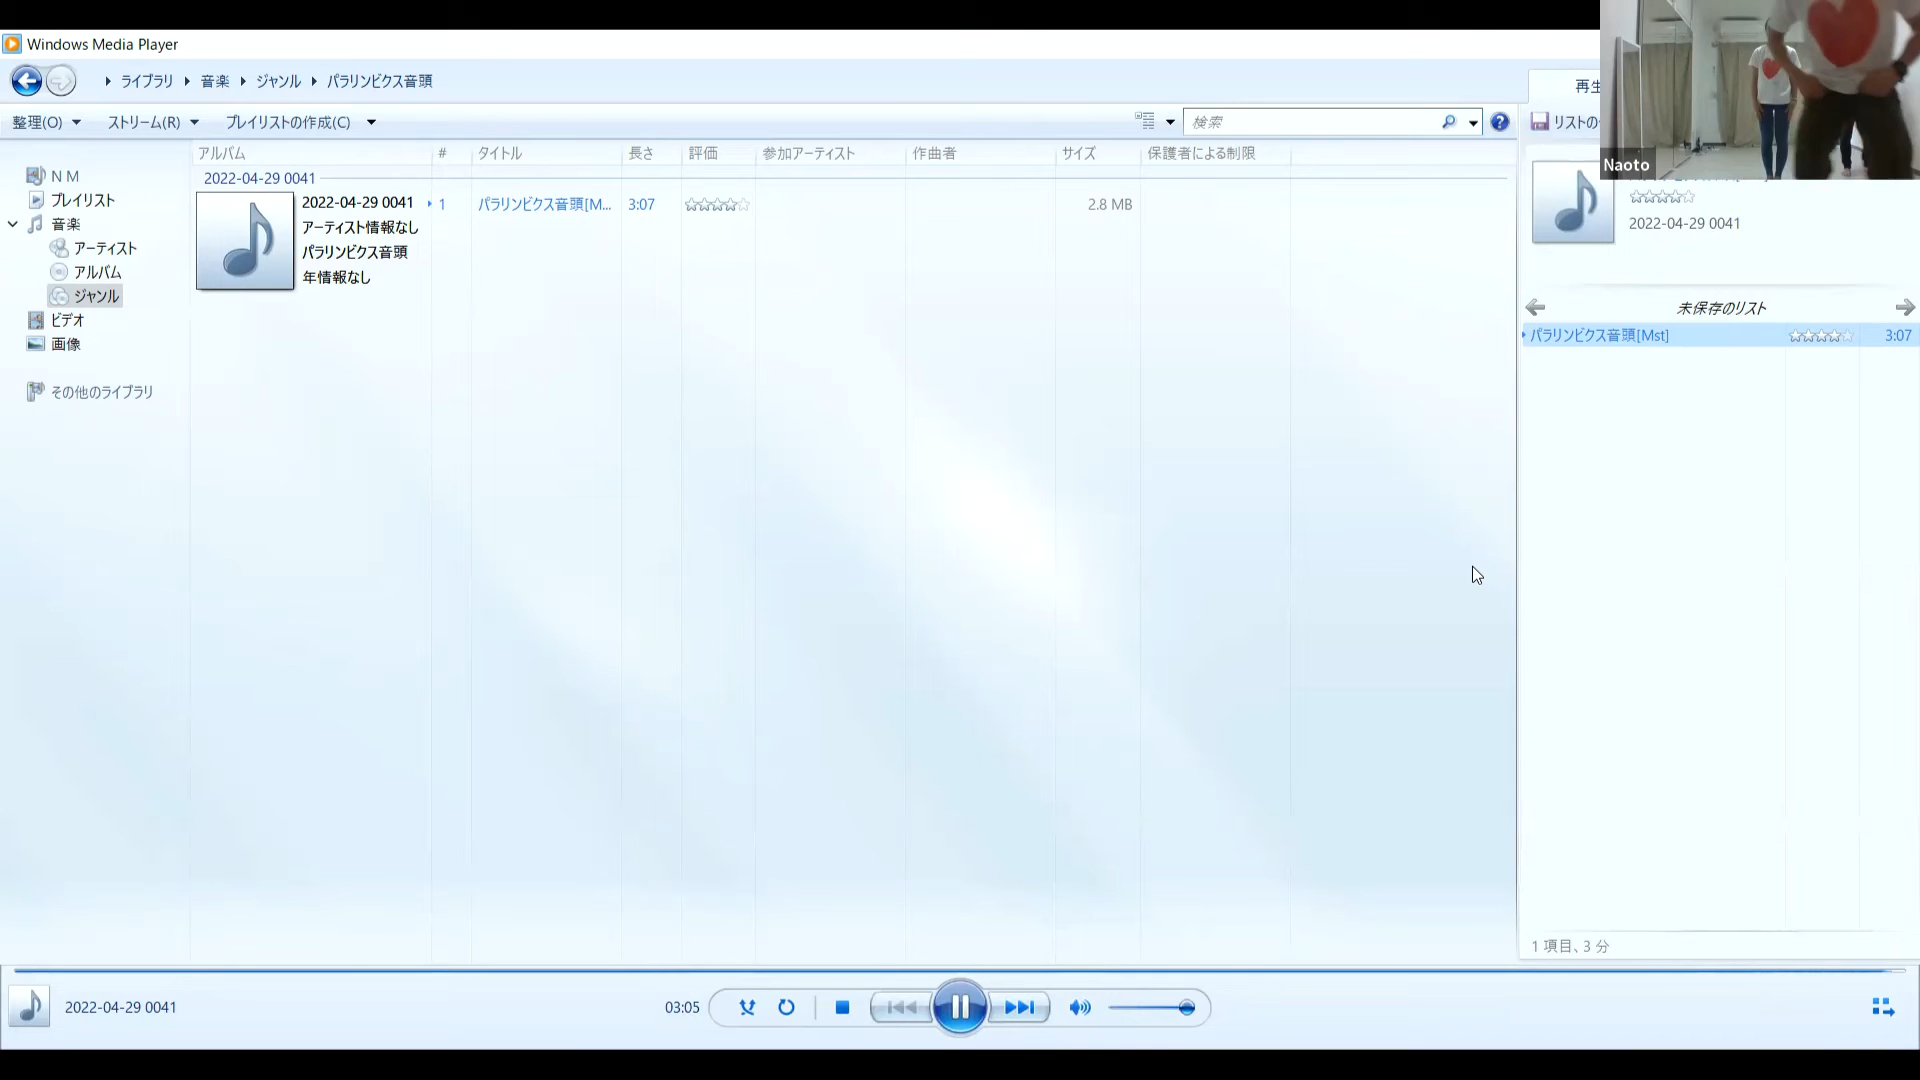 Windows Media Player
ライブラリ 音楽 ジャンル パラリンビクス音頭
再生
整理(O) ストリーム(R) プレイリストの作成(C) 検索 リストの
アルバム # タイトル 長さ 評価 参加アーティスト 作曲者 サイズ 保護者による制限
Naoto
N M
プレイリスト
音楽
アーティスト
アルバム
ジャンル
ビデオ
画像
その他のライブラリ
2022-04-29 0041
2022-04-29 0041 1 パラリンビクス音頭[M... 3:07 2.8 MB
アーティスト情報なし
パラリンビクス音頭
年情報なし
2022-04-29 0041
未保存のリスト
パラリンビクス音頭[Mst] 3:07
1 項目、3 分
2022-04-29 0041 03:05